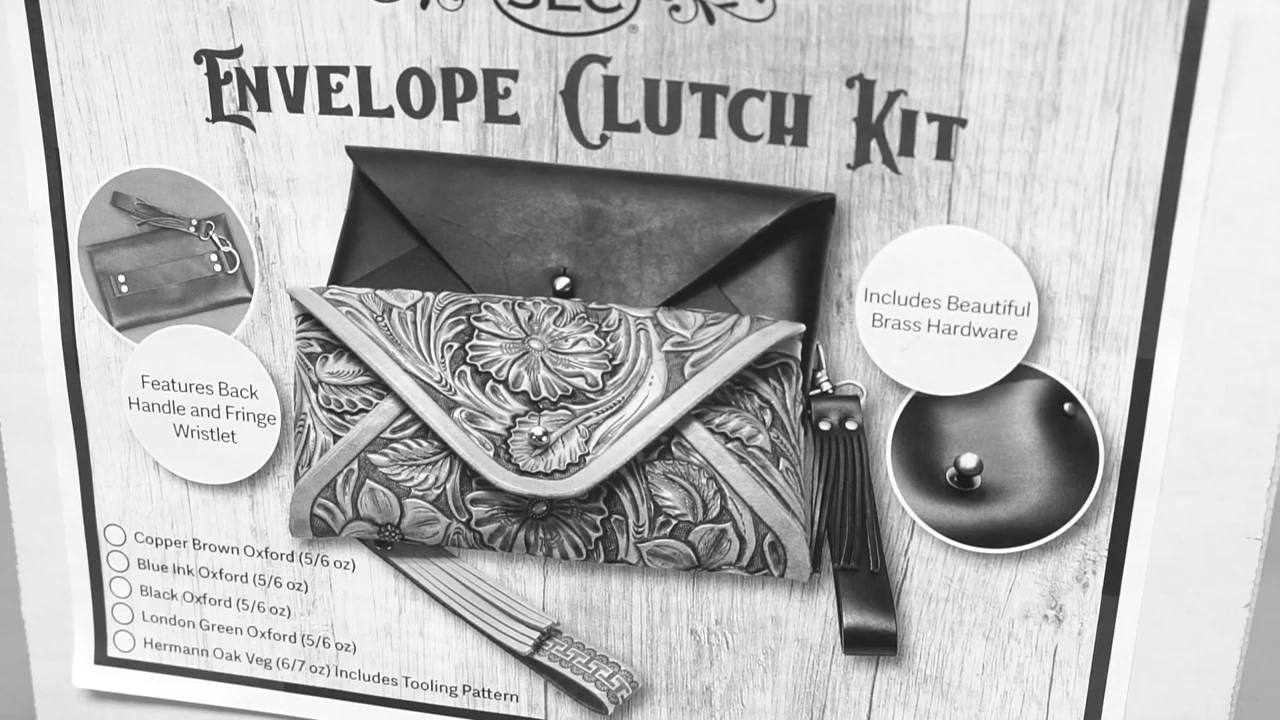 SLC
®
Envelope Clutch Kit
Includes Beautiful
Brass Hardware
Features Back
Handle and Fringe
Wristlet
Copper Brown Oxford (5/6 oz)
Blue Ink Oxford (5/6 oz)
Black Oxford (5/6 oz)
London Green Oxford (5/6 oz)
Hermann Oak Veg (6/7 oz) Includes Tooling Pattern